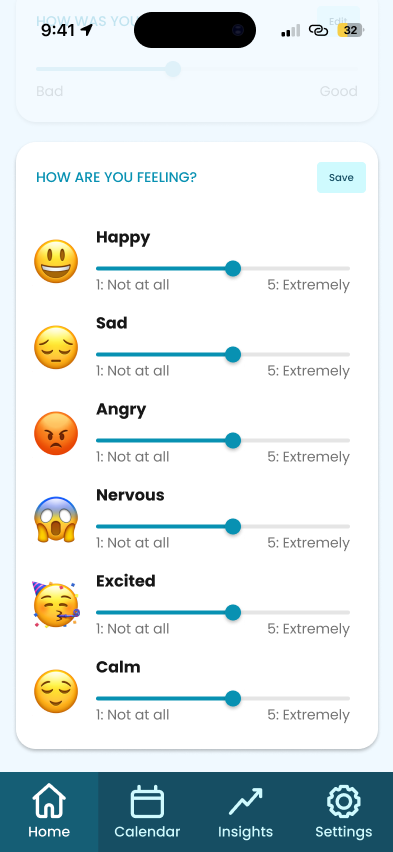 HOW WAS YOU
Edit
9:41
32
Bad
Good
HOW ARE YOU FEELING?
Save
Happy
1: Not at all
5: Extremely
Sad
1: Not at all
5: Extremely
Angry
1: Not at all
5: Extremely
Nervous
1: Not at all
5: Extremely
Excited
1: Not at all
5: Extremely
Calm
1: Not at all
5: Extremely
Home
Calendar
Insights
Settings